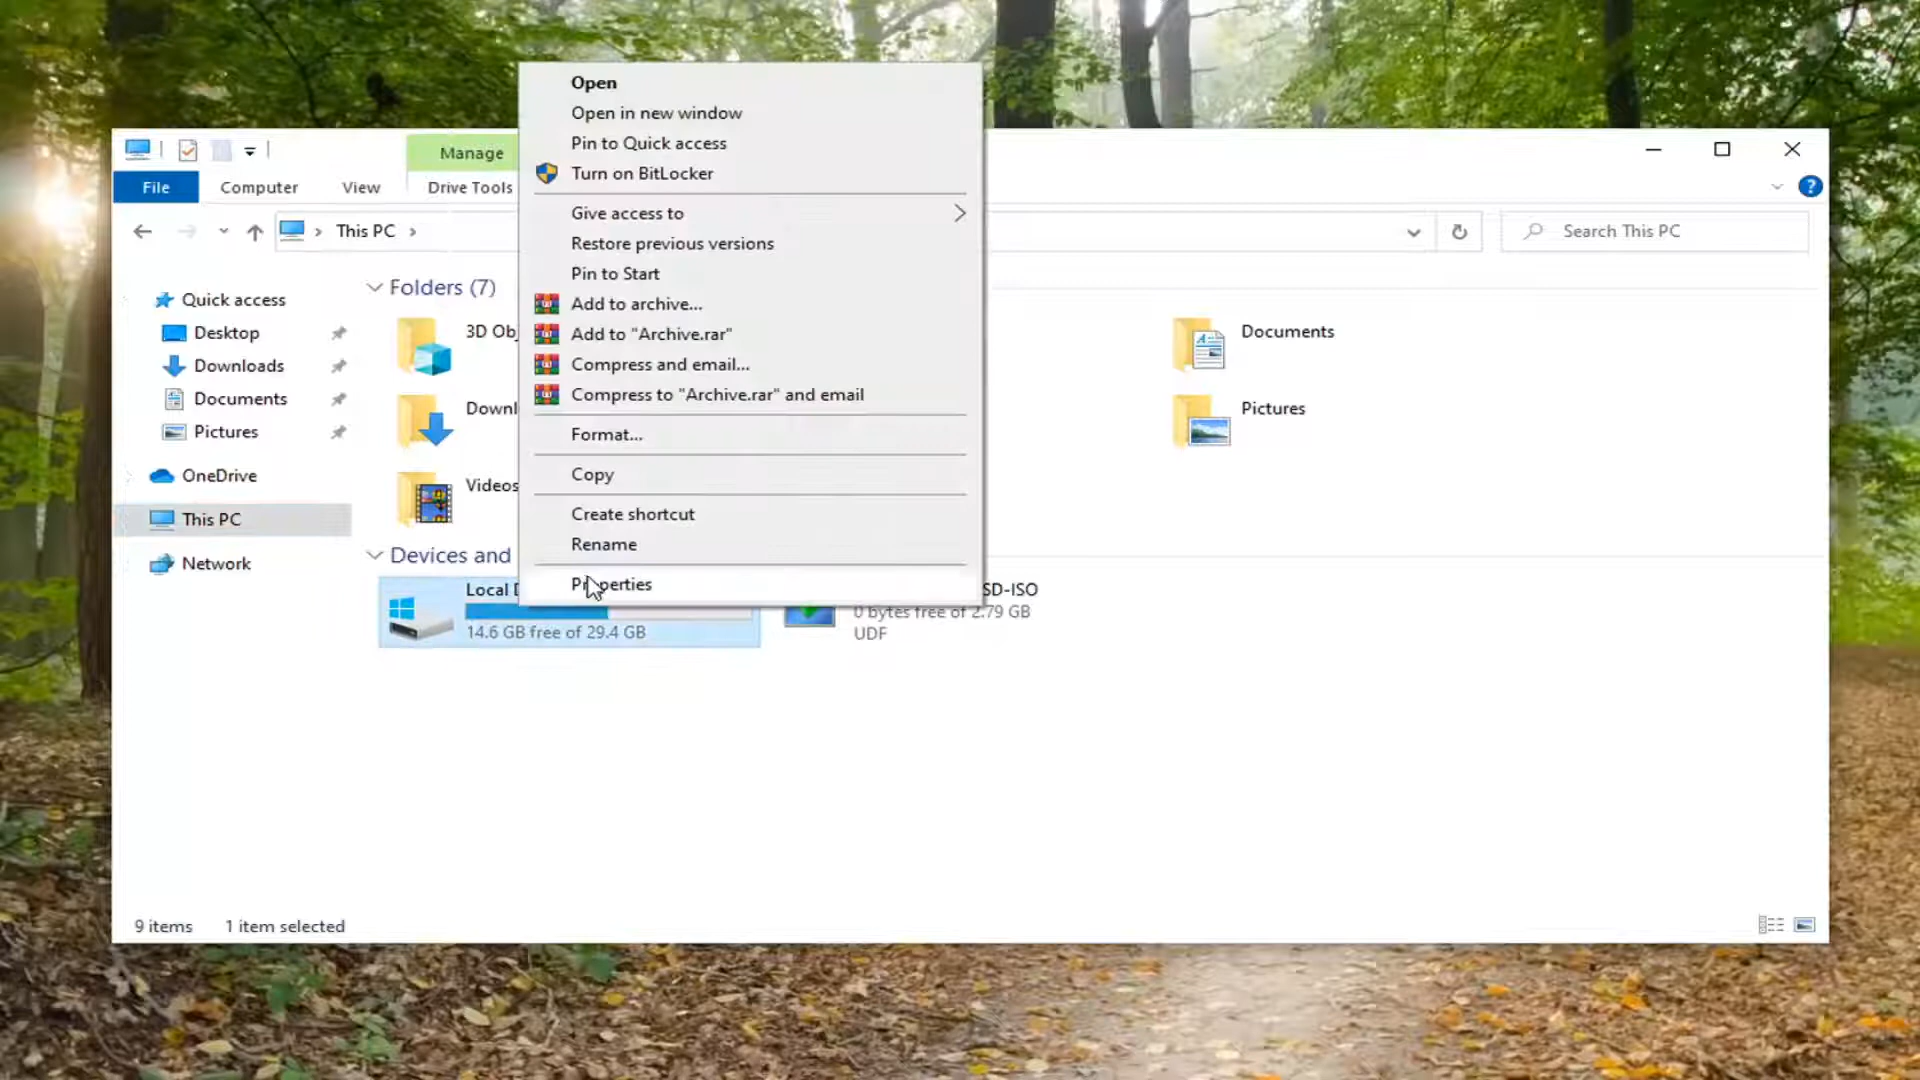 Open
Open in new window
Pin to Quick access
Turn on BitLocker
Give access to
Restore previous versions
Pin to Start
Add to archive...
Add to "Archive.rar"
Compress and email...
Compress to "Archive.rar" and email
Format...
Copy
Create shortcut
Rename
Properties
Manage
File
Computer
View
Drive Tools
?
This PC
Search This PC
Quick access
Desktop
Downloads
Documents
Pictures
OneDrive
This PC
Network
Folders (7)
3D Obj
Downl
Videos
Documents
Pictures
Devices and
Local D
14.6 GB free of 29.4 GB
SD-ISO
0 bytes free of 2.79 GB
UDF
9 items
1 item selected